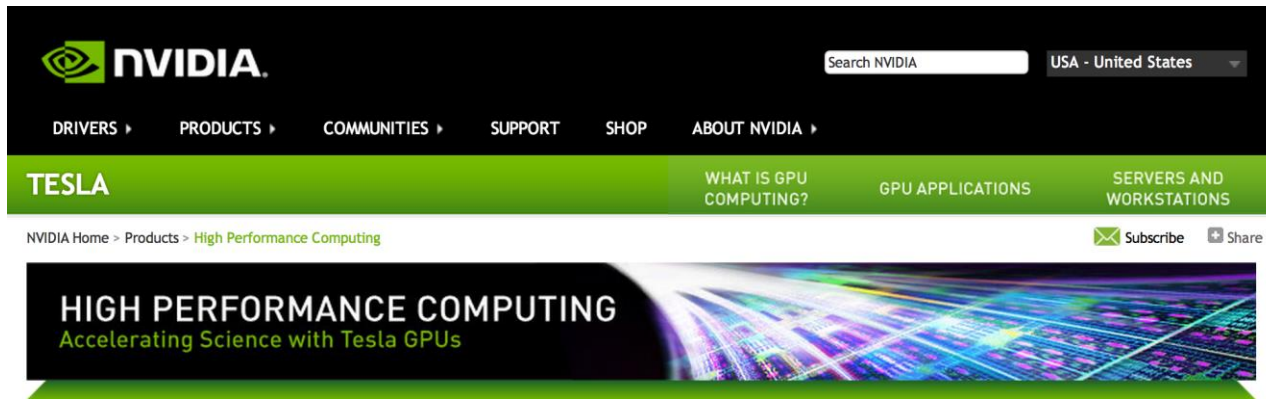 NVIDIA.
Search NVIDIA
USA - United States
DRIVERS PRODUCTS COMMUNITIES SUPPORT SHOP ABOUT NVIDIA
TESLA
WHAT IS GPU
COMPUTING?
GPU APPLICATIONS
SERVERS AND
WORKSTATIONS
NVIDIA Home > Products > High Performance Computing
Subscribe
Share
HIGH PERFORMANCE COMPUTING
Accelerating Science with Tesla GPUs